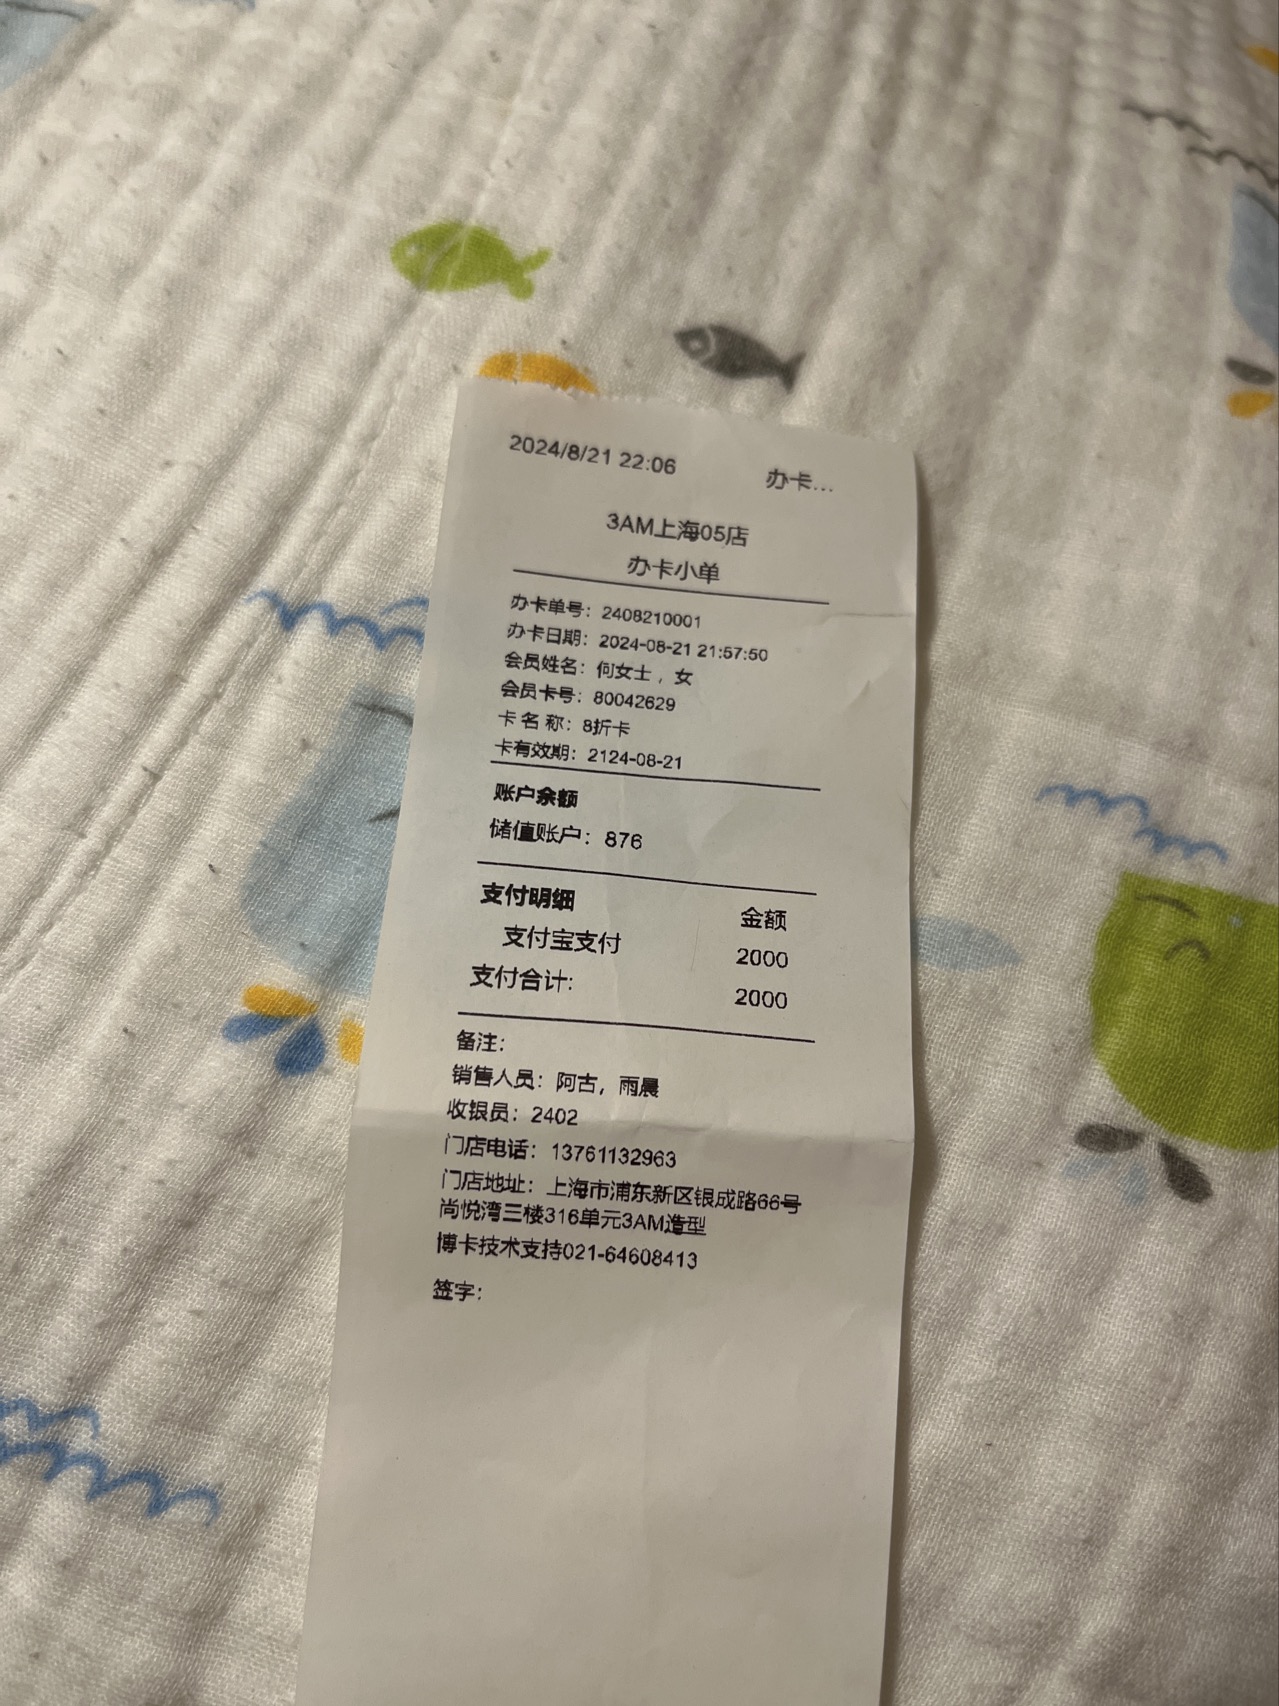 2024/8/21 22:06 办卡...
3AM上海05店
办卡小单
办卡单号：2408210001
办卡日期：2024-08-21 21:57:50
会员姓名：何女士，女
会员卡号：80042629
卡 名 称：8折卡
卡有效期：2124-08-21
账户余额
储值账户：876
支付明细 金额
支付宝支付 2000
支付合计: 2000
备注：
销售人员：阿古，雨晨
收银员：2402
门店电话：13761132963
门店地址：上海市浦东新区银成路66号
尚悦湾三楼316单元3AM造型
博卡技术支持021-64608413
签字：